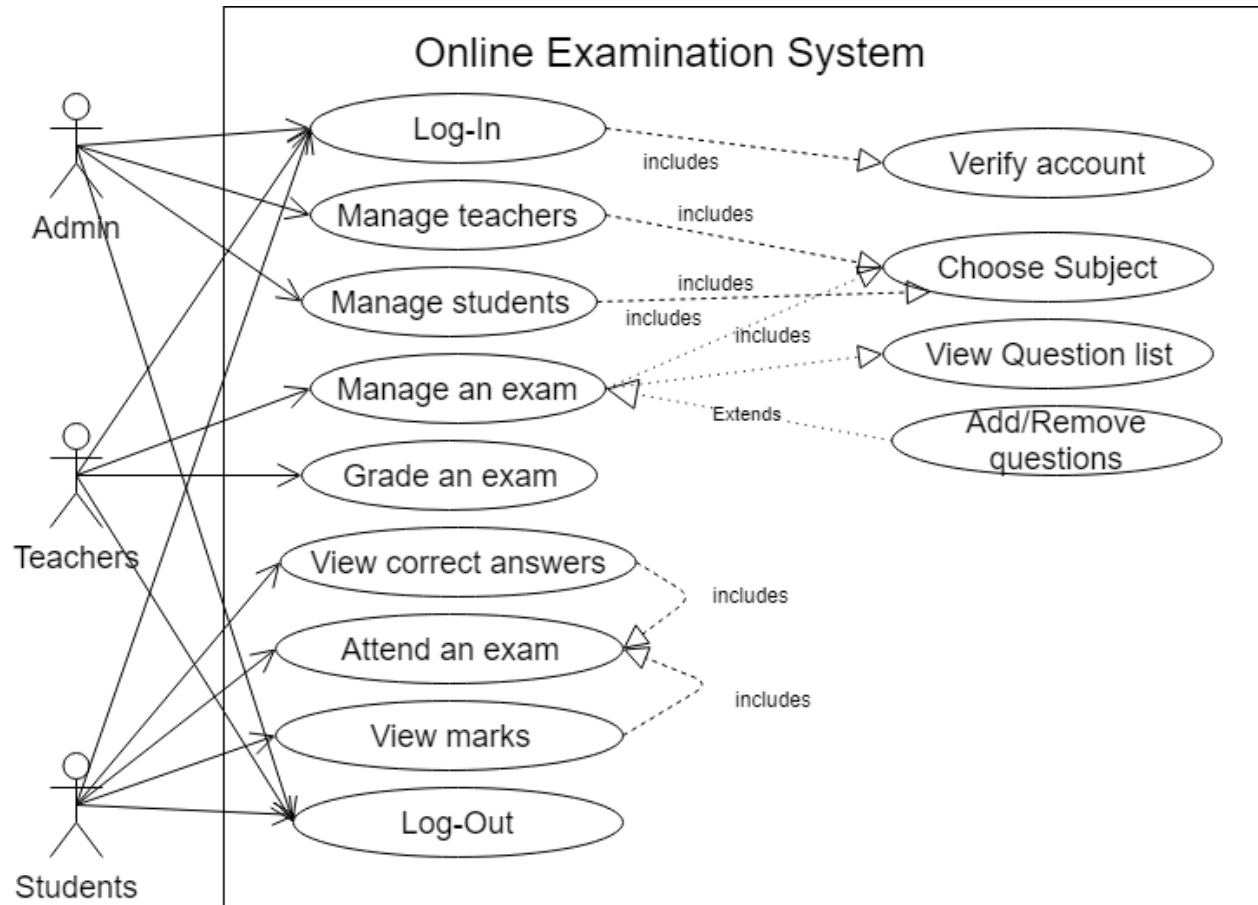 Online Examination System
Log-In
includes
Verify account
Admin
Manage teachers
includes
Choose Subject
Manage students
includes
includes
includes
View Question list
Manage an exam
Extends
Add/Remove
questions
Grade an exam
Teachers
View correct answers
includes
Attend an exam
includes
View marks
Log-Out
Students